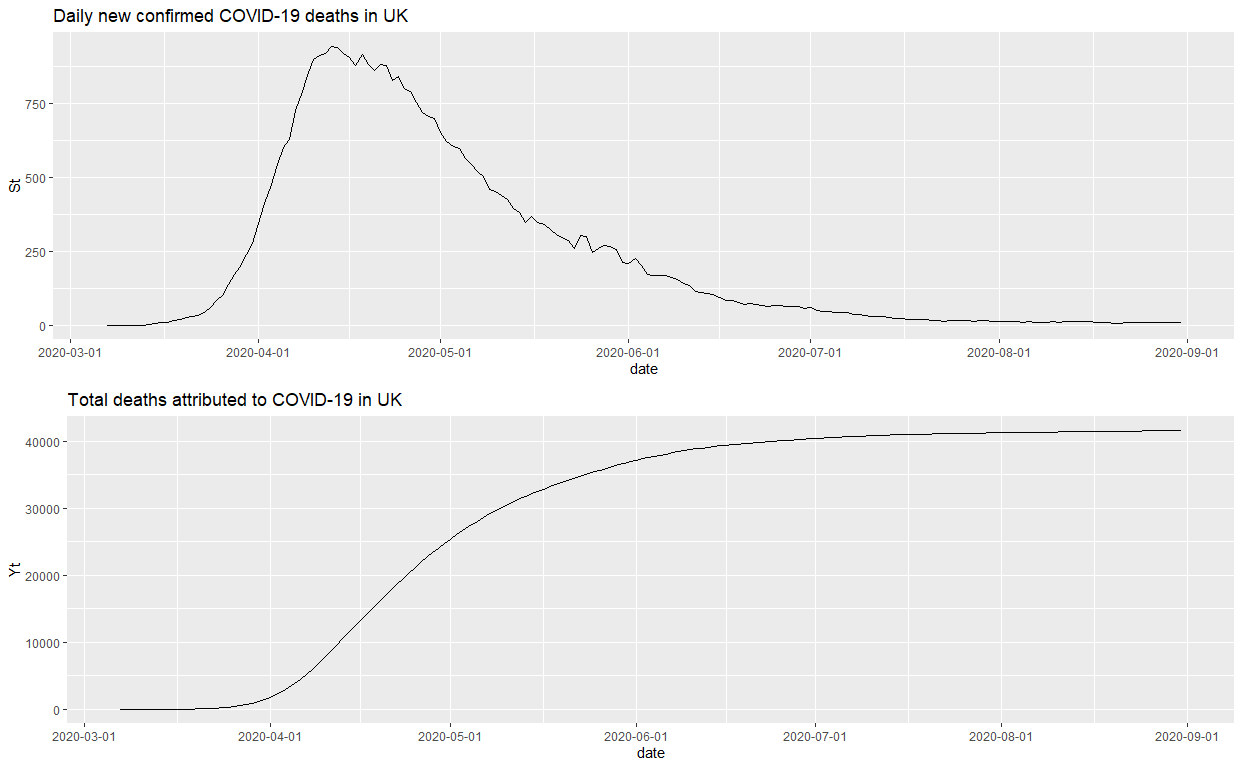 Daily new confirmed COVID-19 deaths in UK
St
750
500
250
0
2020-03-01 2020-04-01 2020-05-01 2020-06-01 2020-07-01 2020-08-01 2020-09-01
date
Total deaths attributed to COVID-19 in UK
Yt
40000
30000
20000
10000
0
2020-03-01 2020-04-01 2020-05-01 2020-06-01 2020-07-01 2020-08-01 2020-09-01
date